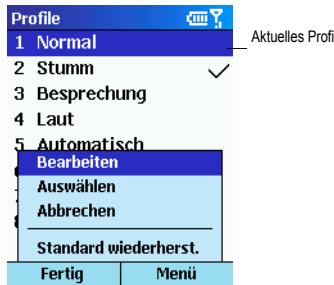 Profile
1 Normal
Aktuelles Profi
2 Stumm
3 Besprechung
4 Laut
5 Automatisch
Bearbeiten
Auswählen
Abbrechen
Standard wiederherst.
Fertig Menü